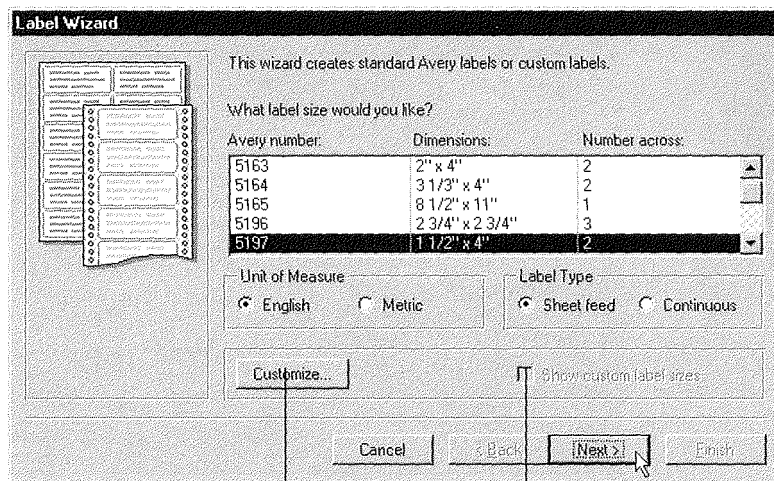 Label Wizard
This wizard creates standard Avery labels or custom labels.
What label size would you like?
Avery number: Dimensions: Number across:
5163 2" x 4" 2
5164 3 1/3" x 4" 2
5165 8 1/2" x 11" 1
5196 2 3/4" x 2 3/4" 3
5197 1 1/2" x 4" 2
Unit of Measure Label Type
English Metric Sheet feed Continuous
Customize... Show custom label sizes
Cancel < Back Next > Finish